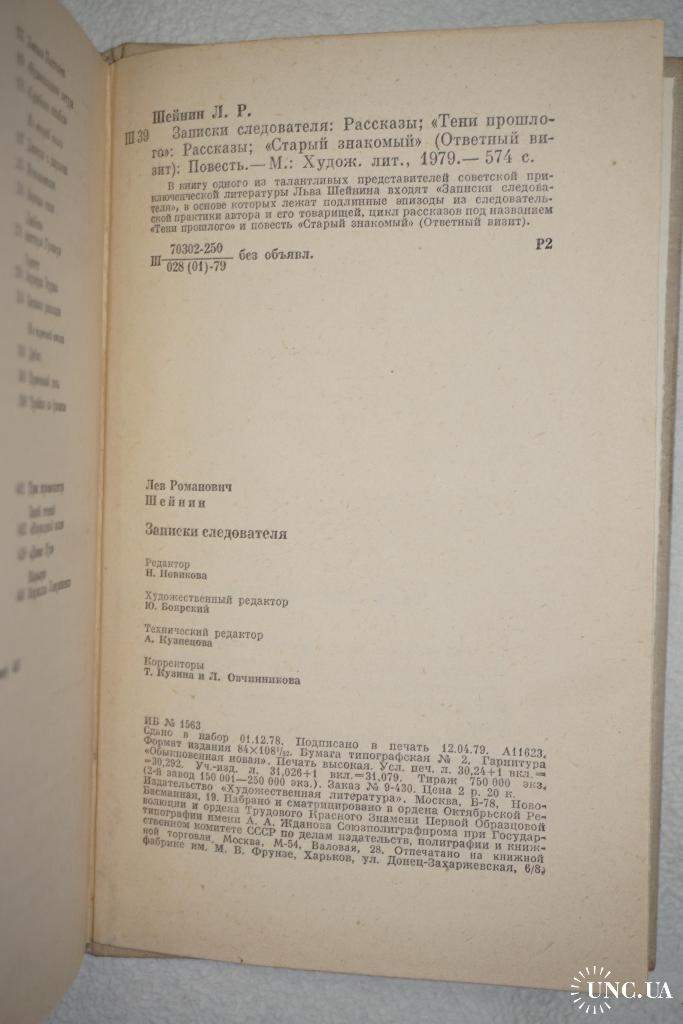 Шейнин Л. Р.
Ш 39 Записки следователя: Рассказы; «Тени прошло-
го»: Рассказы; «Старый знакомый» (Ответный ви-
зит): Повесть.— М.: Худож. лит., 1979.— 574 с.
В книгу одного из талантливых представителей советской при-
ключенческой литературы Льва Шейнина входят «Записки следова-
теля», в основе которых лежат подлинные эпизоды из следователь-
ской практики автора и его товарищей, цикл рассказов под названием
«Тени прошлого» и повесть «Старый знакомый» (Ответный визит).
70302-250
Ш без объявл. Р2
028 (01)-79
Лев Романович
Шейнин
Записки следователя
Редактор
Н. Новикова
Художественный редактор
Ю. Боярский
Технический редактор
А. Кузнецова
Корректоры
Т. Кузина и Л. Овчинникова
ИБ № 1563
Сдано в набор 01.12.78. Подписано в печать 12.04.79. А11623.
Формат издания 84×108¹/₃₂. Бумага типографская № 2. Гарнитура
«Обыкновенная новая». Печать высокая. Усл. печ. л. 30,24+1 вкл.=
=30,292. Уч.-изд. л. 31,026+1 вкл.=31,079. Тираж 750 000 экз.
(2-й завод 150 001—250 000 экз.). Заказ № 9-430. Цена 2 р. 20 к.
Издательство «Художественная литература». Москва, Б-78, Ново-
Басманная, 19. Набрано и сматрицировано в ордена Октябрьской Ре-
волюции и ордена Трудового Красного Знамени Первой Образцовой
типографии имени А. А. Жданова Союзполиграфпрома при Государ-
ственном комитете СССР по делам издательств, полиграфии и книж-
ной торговли, Москва, М-54, Валовая, 28. Отпечатано на книжной
фабрике им. М. В. Фрунзе, Харьков, ул. Донец-Захаржевская, 6/8.
UNC.UA